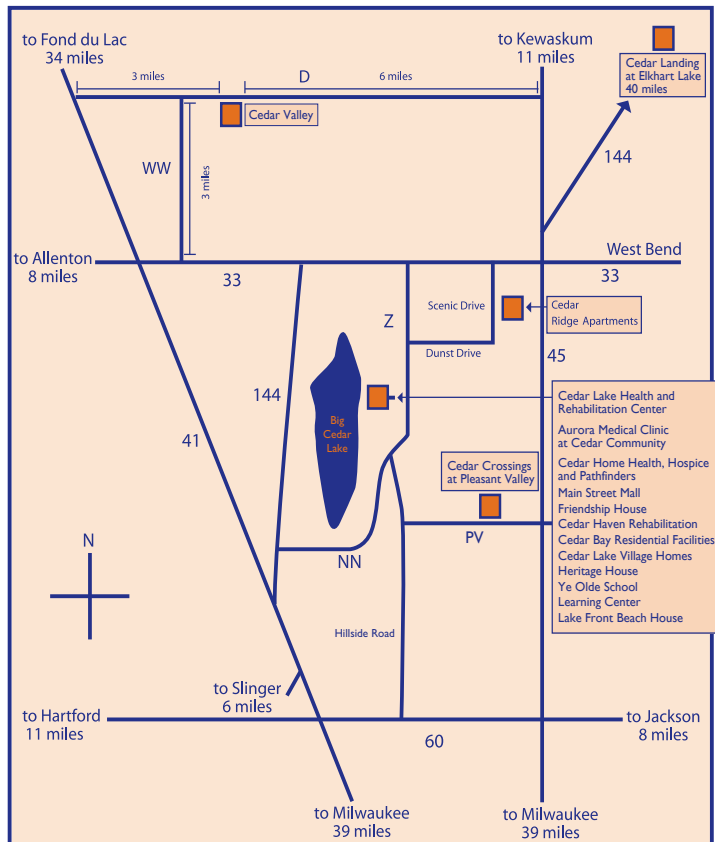 to Fond du Lac
34 miles
to Kewaskum
11 miles
Cedar Landing
at Elkhart Lake
40 miles
3 miles
D
6 miles
Cedar Valley
WW
3 miles
144
to Allenton
8 miles
33
West Bend
33
Z
Scenic Drive
Cedar
Ridge Apartments
Dunst Drive
45
144
41
Big
Cedar
Lake
Cedar Lake Health and
Rehabilitation Center
Aurora Medical Clinic
at Cedar Community
Cedar Home Health, Hospice
and Pathfinders
Main Street Mall
Friendship House
Cedar Haven Rehabilitation
Cedar Bay Residential Facilities
Cedar Lake Village Homes
Heritage House
Ye Olde School
Learning Center
Lake Front Beach House
Cedar Crossings
at Pleasant Valley
PV
NN
N
Hillside Road
to Slinger
6 miles
to Hartford
11 miles
60
to Jackson
8 miles
to Milwaukee
39 miles
to Milwaukee
39 miles